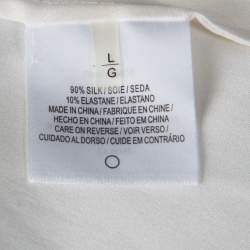 L
G
90% SILK / SOIE / SEDA
10% ELASTANE / ELASTANO
MADE IN CHINA / FABRIQUE EN CHINE /
HECHO EN CHINA / FEITO EM CHINA
CARE ON REVERSE / VOIR VERSO /
CUIDADO AL DORSO / CUIDE EM CONTRÁRIO